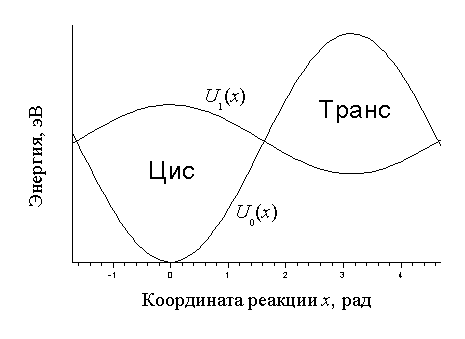 U₁(x)
Транс
Цис
U₀(x)
Энергия, эВ
-1 0 1 2 3 4
Координата реакции x, рад